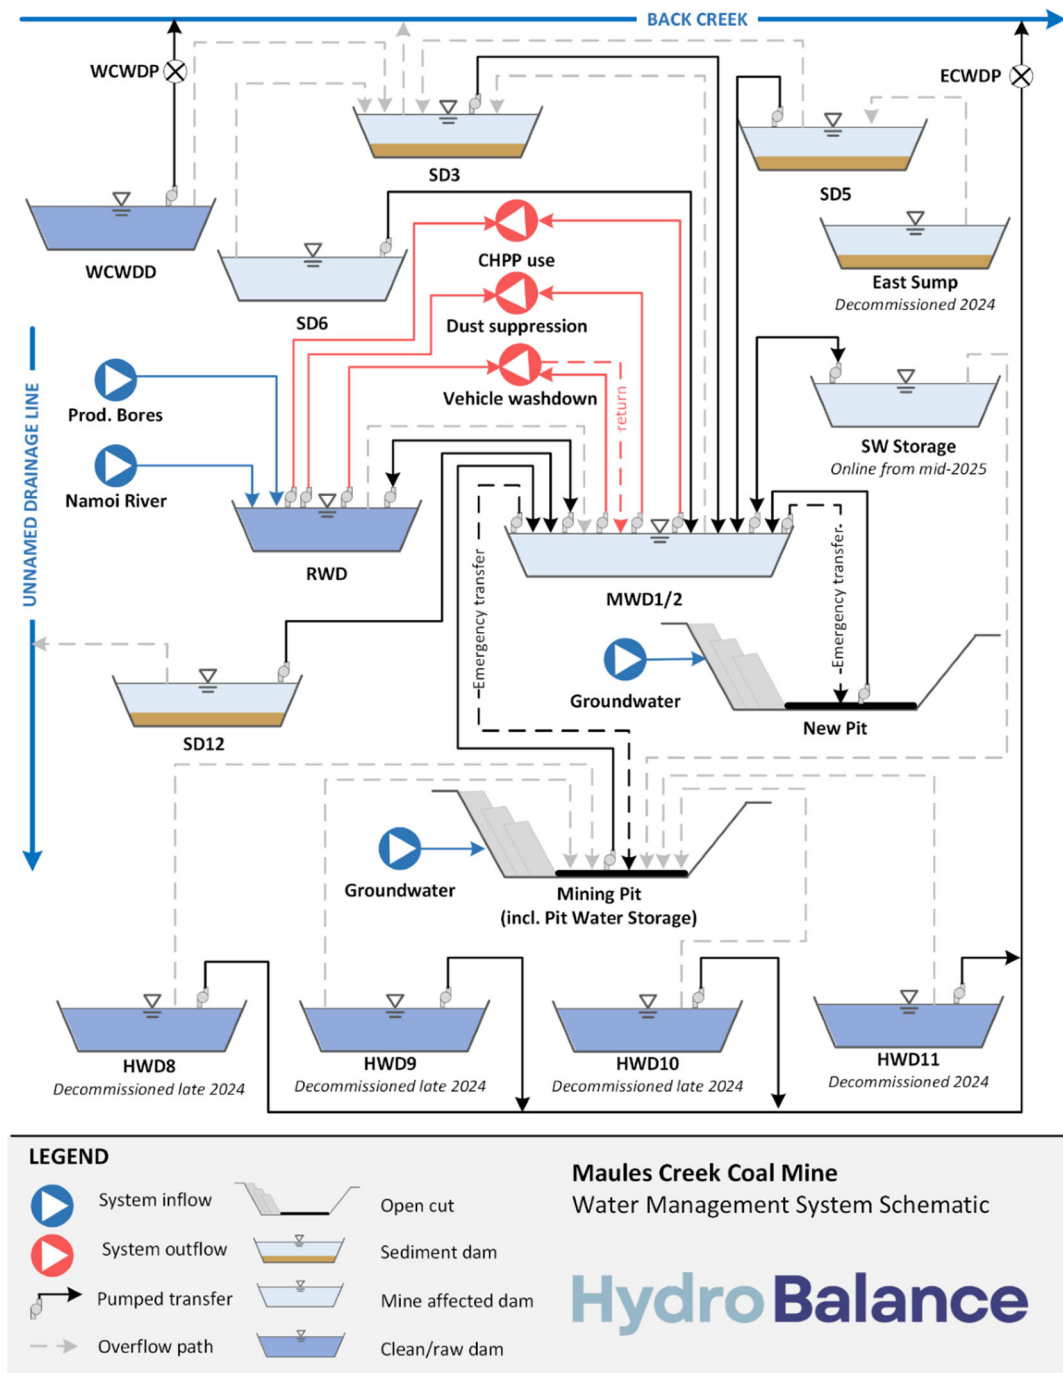 BACK CREEK
WCWDP
ECWDP
SD3
SD5
WCWDD
CHPP use
East Sump
Decommissioned 2024
SD6
Dust suppression
UNNAMED DRAINAGE LINE
Prod. Bores
Vehicle washdown
return
SW Storage
Online from mid-2025
Namoi River
RWD
MWD1/2
Emergency transfer
Emergency transfer
Groundwater
New Pit
SD12
Groundwater
Mining Pit
(incl. Pit Water Storage)
HWD8
Decommissioned late 2024
HWD9
Decommissioned late 2024
HWD10
Decommissioned late 2024
HWD11
Decommissioned 2024
LEGEND
System inflow
System outflow
Pumped transfer
Overflow path
Open cut
Sediment dam
Mine affected dam
Clean/raw dam
Maules Creek Coal Mine
Water Management System Schematic
HydroBalance